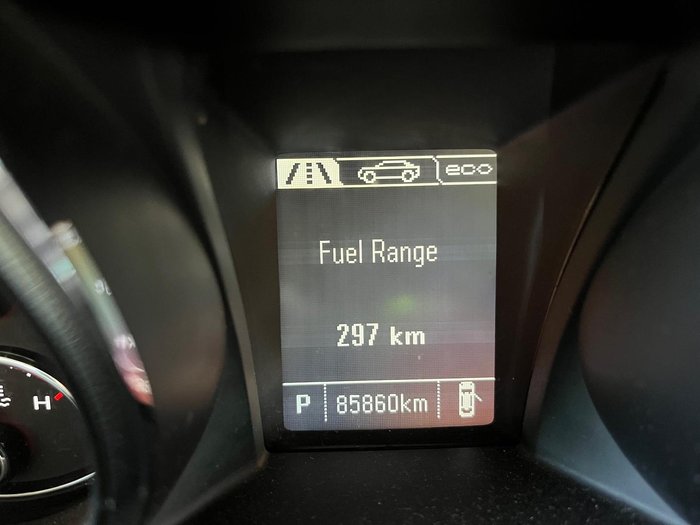 eco
Fuel Range
297 km
P 85860km
H